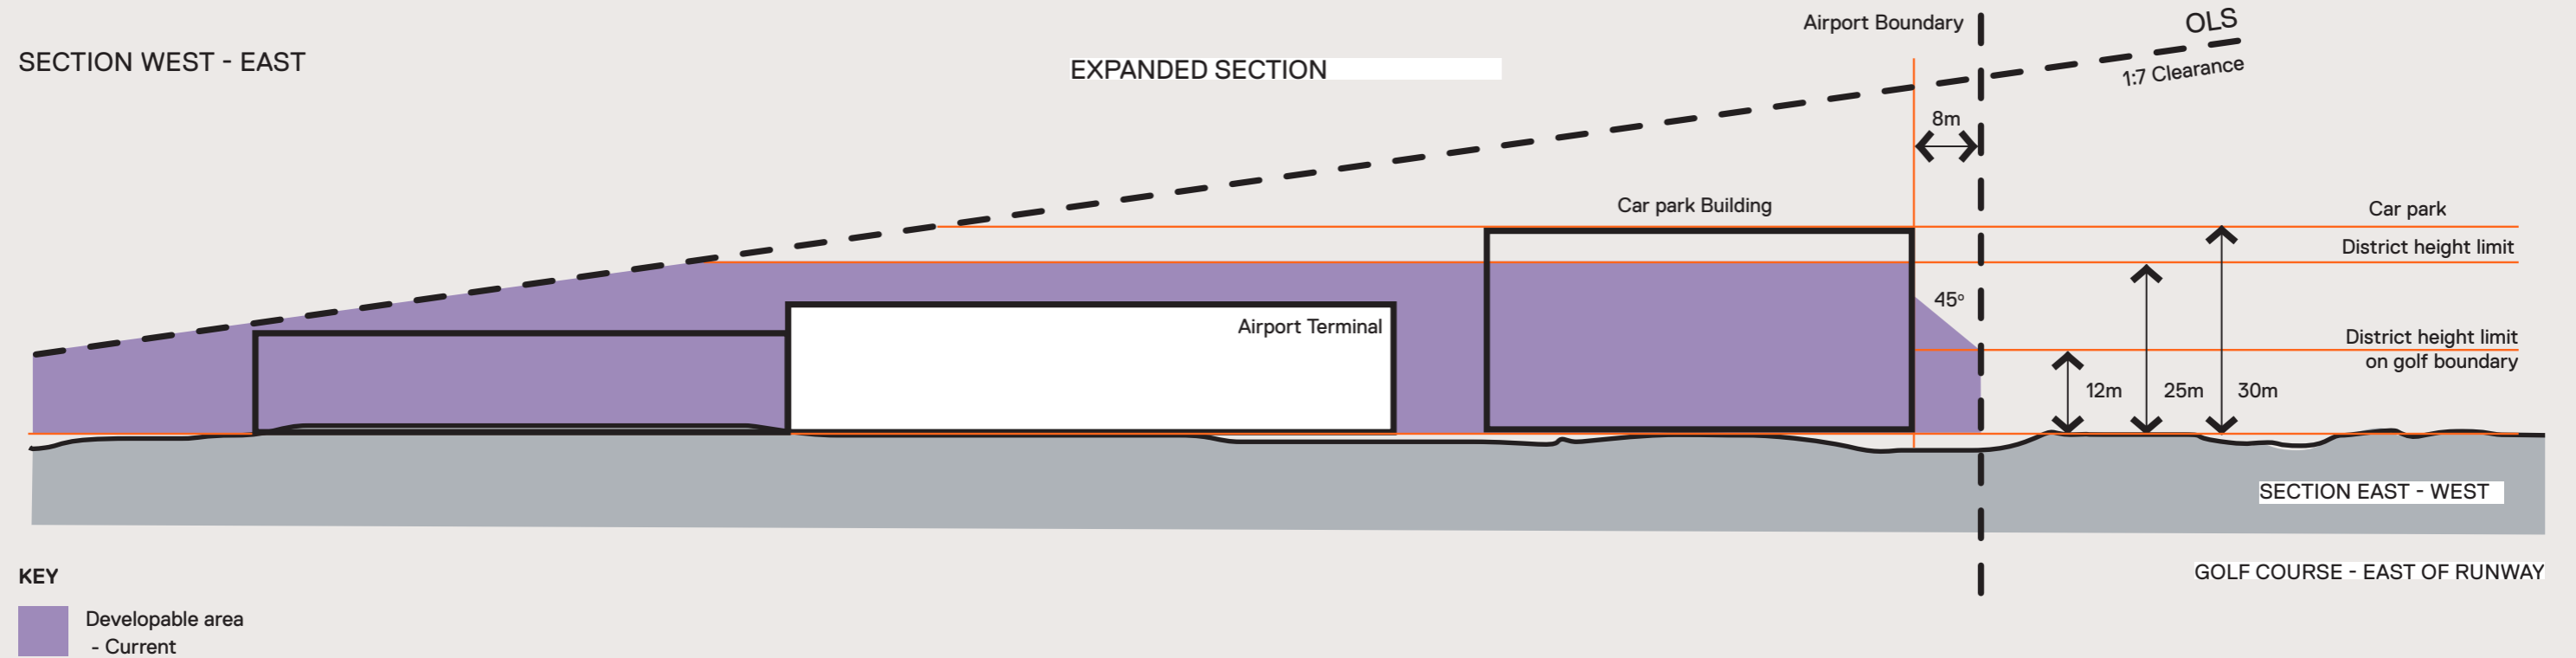 SECTION WEST - EAST
EXPANDED SECTION
Airport Boundary
OLS
1:7 Clearance
8m
Car park Building
Car park
District height limit
45º
Airport Terminal
District height limit
on golf boundary
12m
25m
30m
SECTION EAST - WEST
GOLF COURSE - EAST OF RUNWAY
KEY
Developable area
- Current